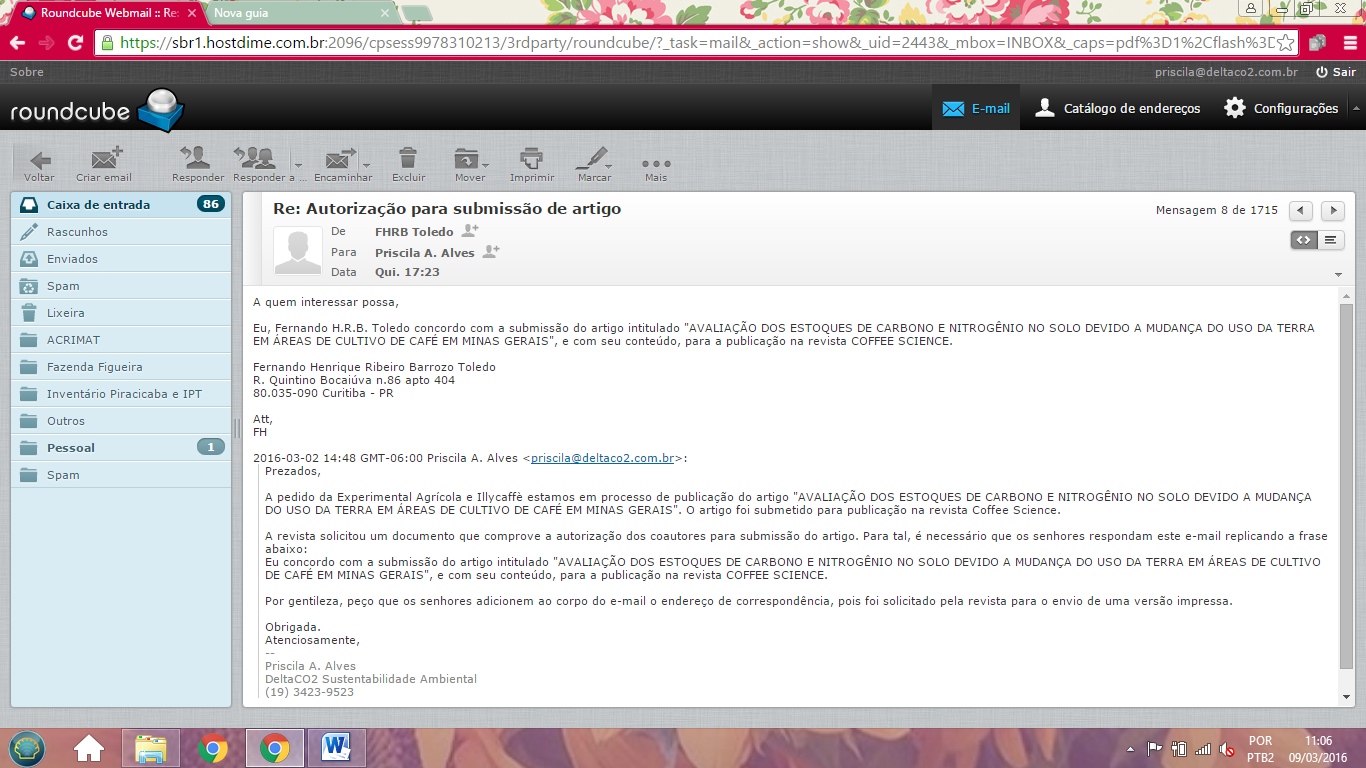 Roundcube Webmail :: Re:
Nova guia
https://sbr1.hostdime.com.br:2096/cpsess9978310213/3rdparty/roundcube/?_task=mail&_action=show&_uid=2443&_mbox=INBOX&_caps=pdf%3D1%2Cflash%3D
Sobre
priscila@deltaco2.com.br
Sair
roundcube
E-mail
Catálogo de endereços
Configurações
Voltar
Criar email
Responder
Responder a ...
Encaminhar
Excluir
Mover
Imprimir
Marcar
Mais
Caixa de entrada 86
Rascunhos
Enviados
Spam
Lixeira
ACRIMAT
Fazenda Figueira
Inventário Piracicaba e IPT
Outros
Pessoal 1
Spam
Re: Autorização para submissão de artigo
Mensagem 8 de 1715
De FHRB Toledo
Para Priscila A. Alves
Data Qui. 17:23
A quem interessar possa,
Eu, Fernando H.R.B. Toledo concordo com a submissão do artigo intitulado "AVALIAÇÃO DOS ESTOQUES DE CARBONO E NITROGÊNIO NO SOLO DEVIDO A MUDANÇA DO USO DA TERRA
EM ÁREAS DE CULTIVO DE CAFÉ EM MINAS GERAIS", e com seu conteúdo, para a publicação na revista COFFEE SCIENCE.
Fernando Henrique Ribeiro Barrozo Toledo
R. Quintino Bocaiúva n.86 apto 404
80.035-090 Curitiba - PR
Att,
FH
2016-03-02 14:48 GMT-06:00 Priscila A. Alves <priscila@deltaco2.com.br>:
Prezados,
A pedido da Experimental Agrícola e Illycaffè estamos em processo de publicação do artigo "AVALIAÇÃO DOS ESTOQUES DE CARBONO E NITROGÊNIO NO SOLO DEVIDO A MUDANÇA
DO USO DA TERRA EM ÁREAS DE CULTIVO DE CAFÉ EM MINAS GERAIS". O artigo foi submetido para publicação na revista Coffee Science.
A revista solicitou um documento que comprove a autorização dos coautores para submissão do artigo. Para tal, é necessário que os senhores respondam este e-mail replicando a frase
abaixo:
Eu concordo com a submissão do artigo intitulado "AVALIAÇÃO DOS ESTOQUES DE CARBONO E NITROGÊNIO NO SOLO DEVIDO A MUDANÇA DO USO DA TERRA EM ÁREAS DE CULTIVO
DE CAFÉ EM MINAS GERAIS", e com seu conteúdo, para a publicação na revista COFFEE SCIENCE.
Por gentileza, peço que os senhores adicionem ao corpo do e-mail o endereço de correspondência, pois foi solicitado pela revista para o envio de uma versão impressa.
Obrigada.
Atenciosamente,
--
Priscila A. Alves
DeltaCO2 Sustentabilidade Ambiental
(19) 3423-9523
POR
PTB2
11:06
09/03/2016